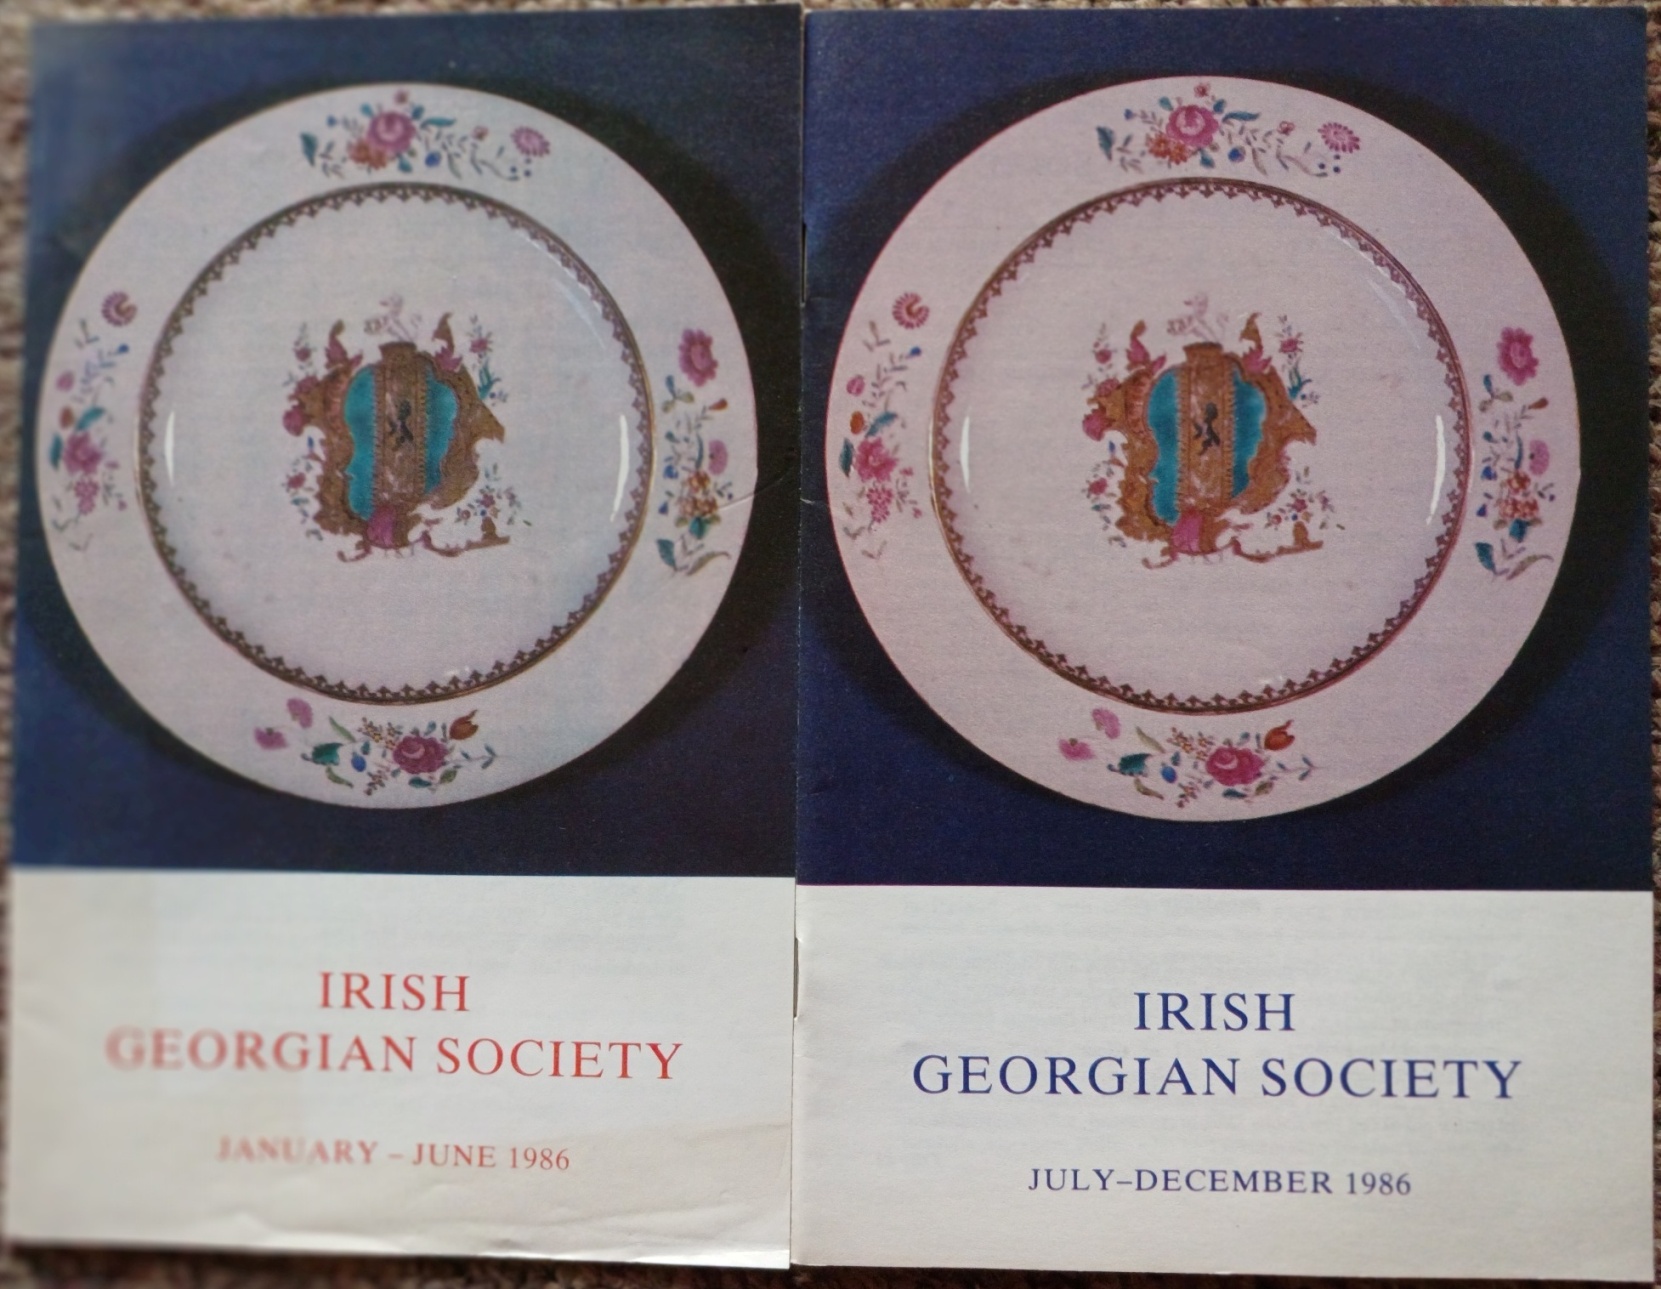 IRISH
GEORGIAN SOCIETY
JANUARY – JUNE 1986
IRISH
GEORGIAN SOCIETY
JULY–DECEMBER 1986